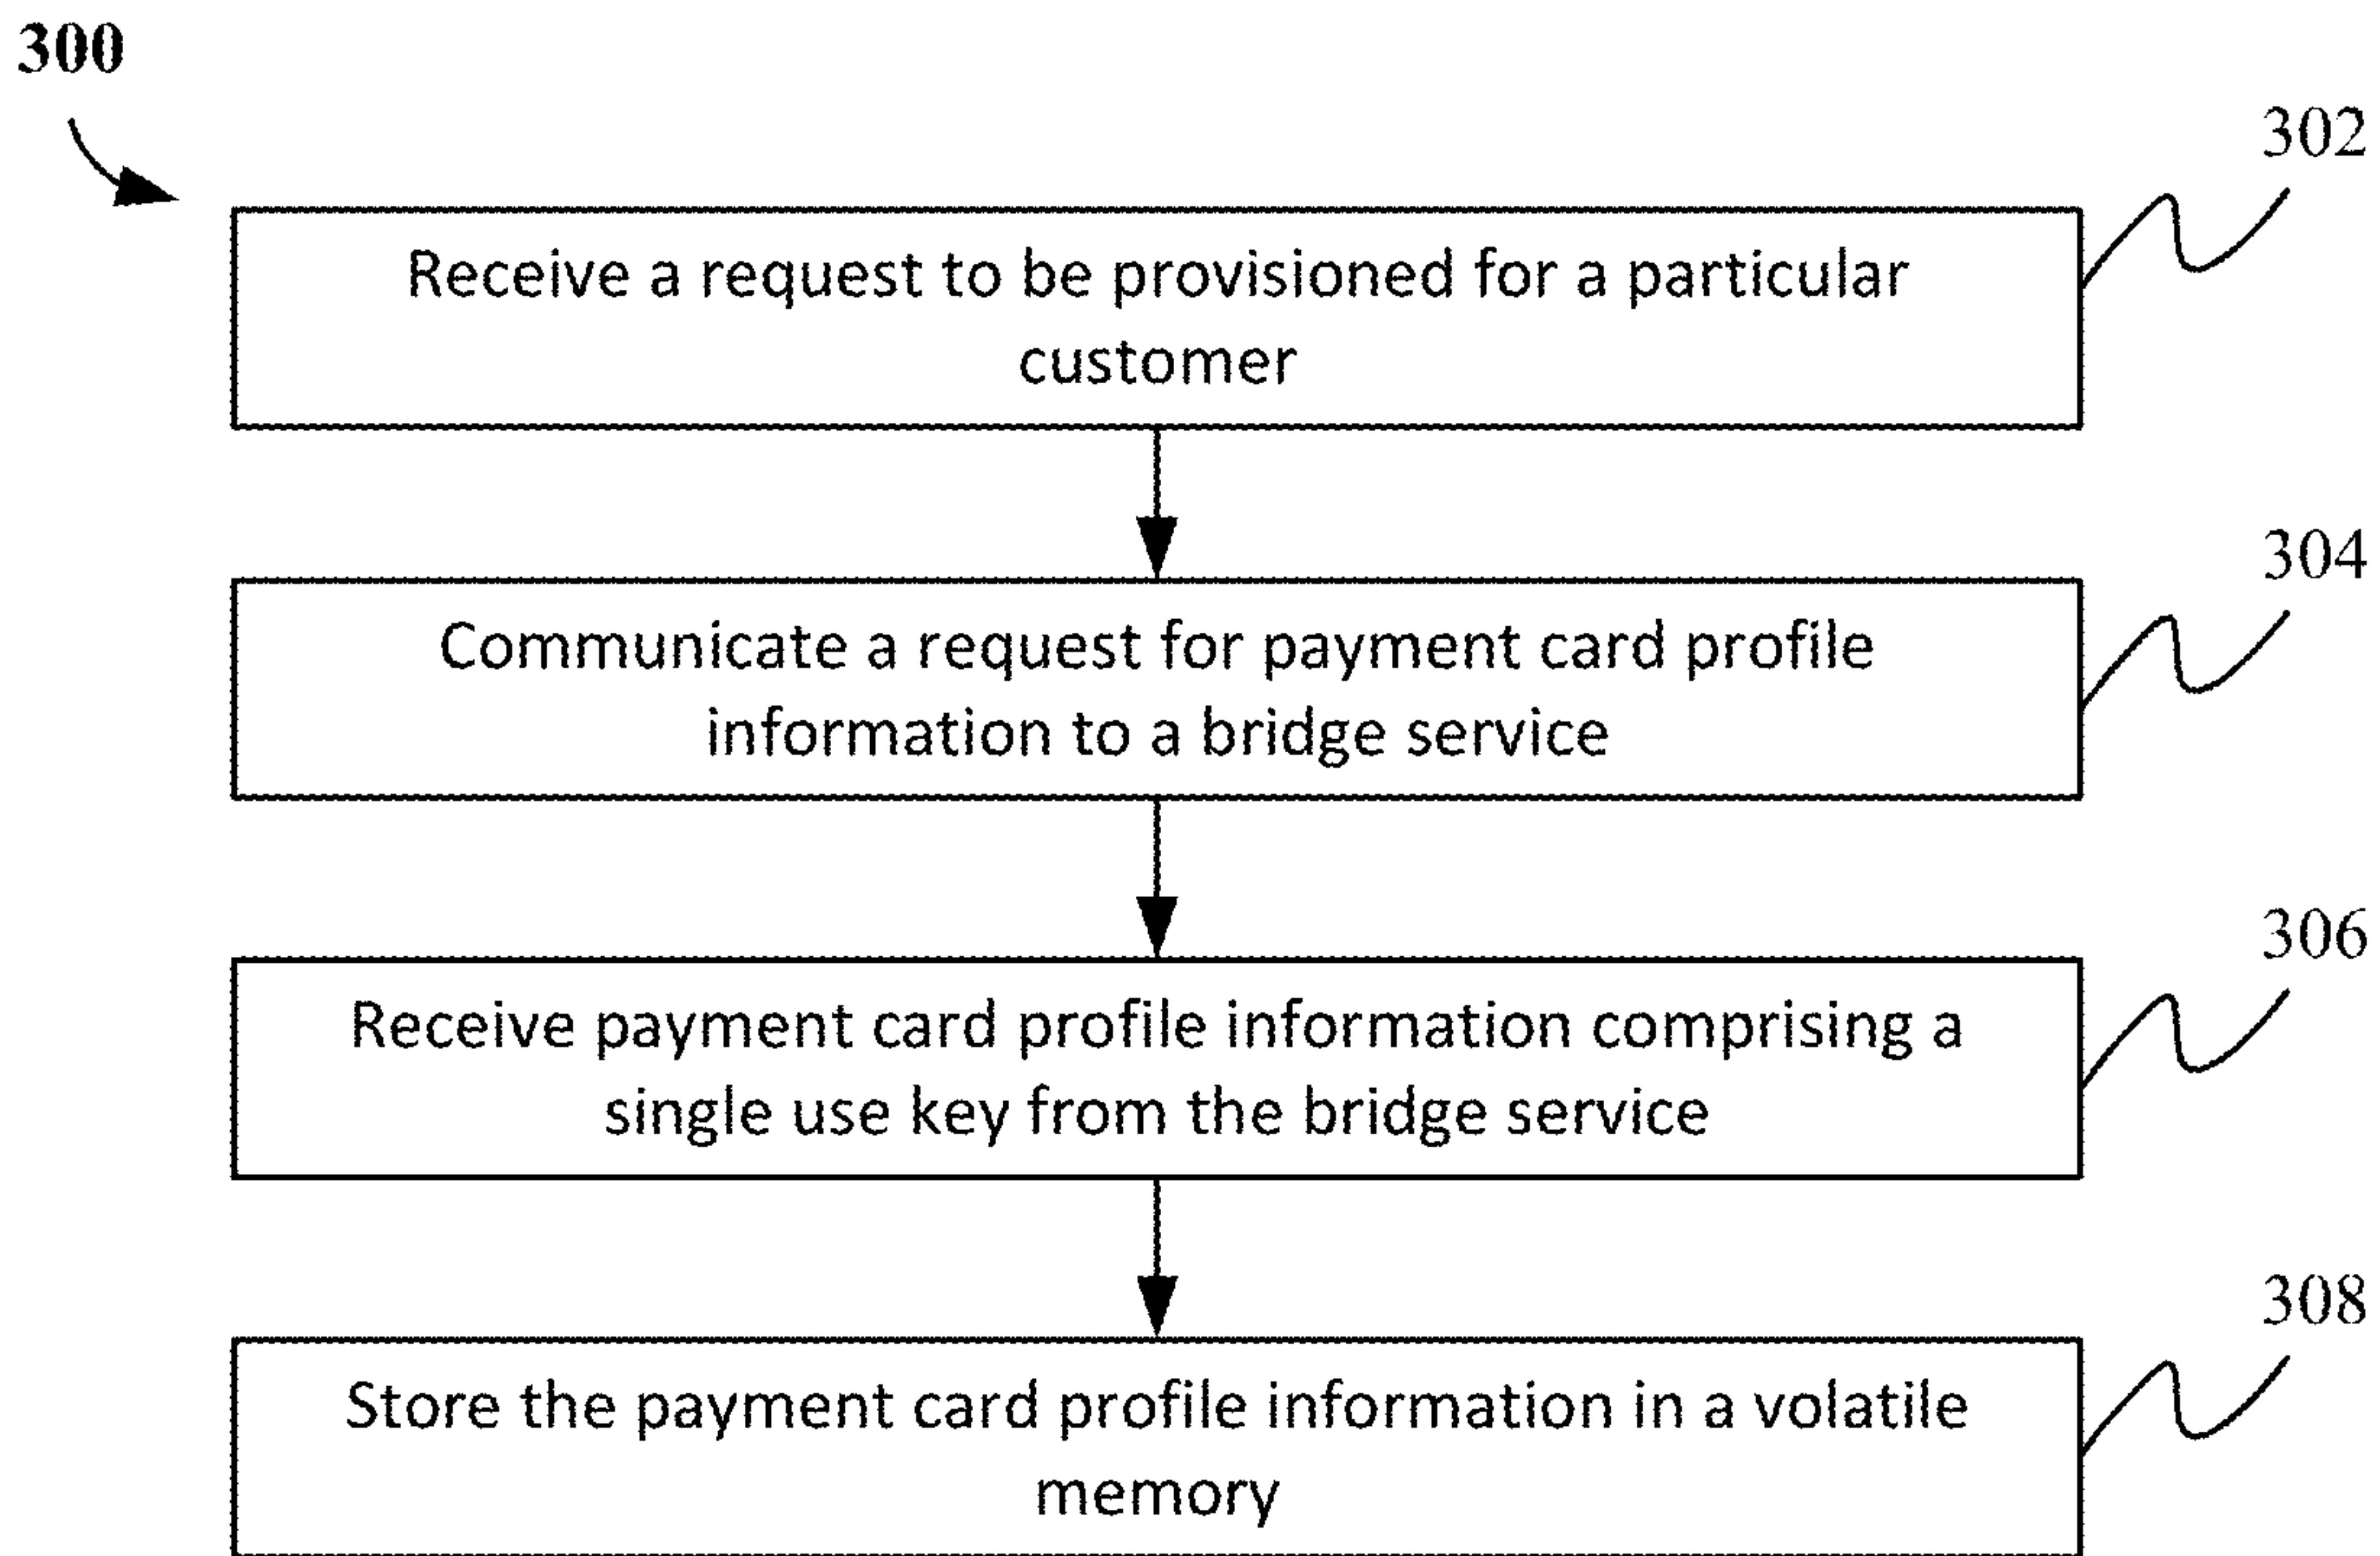 300
302
Receive a request to be provisioned for a particular
customer
304
Communicate a request for payment card profile
information to a bridge service
306
Receive payment card profile information comprising a
single use key from the bridge service
308
Store the payment card profile information in a volatile
memory